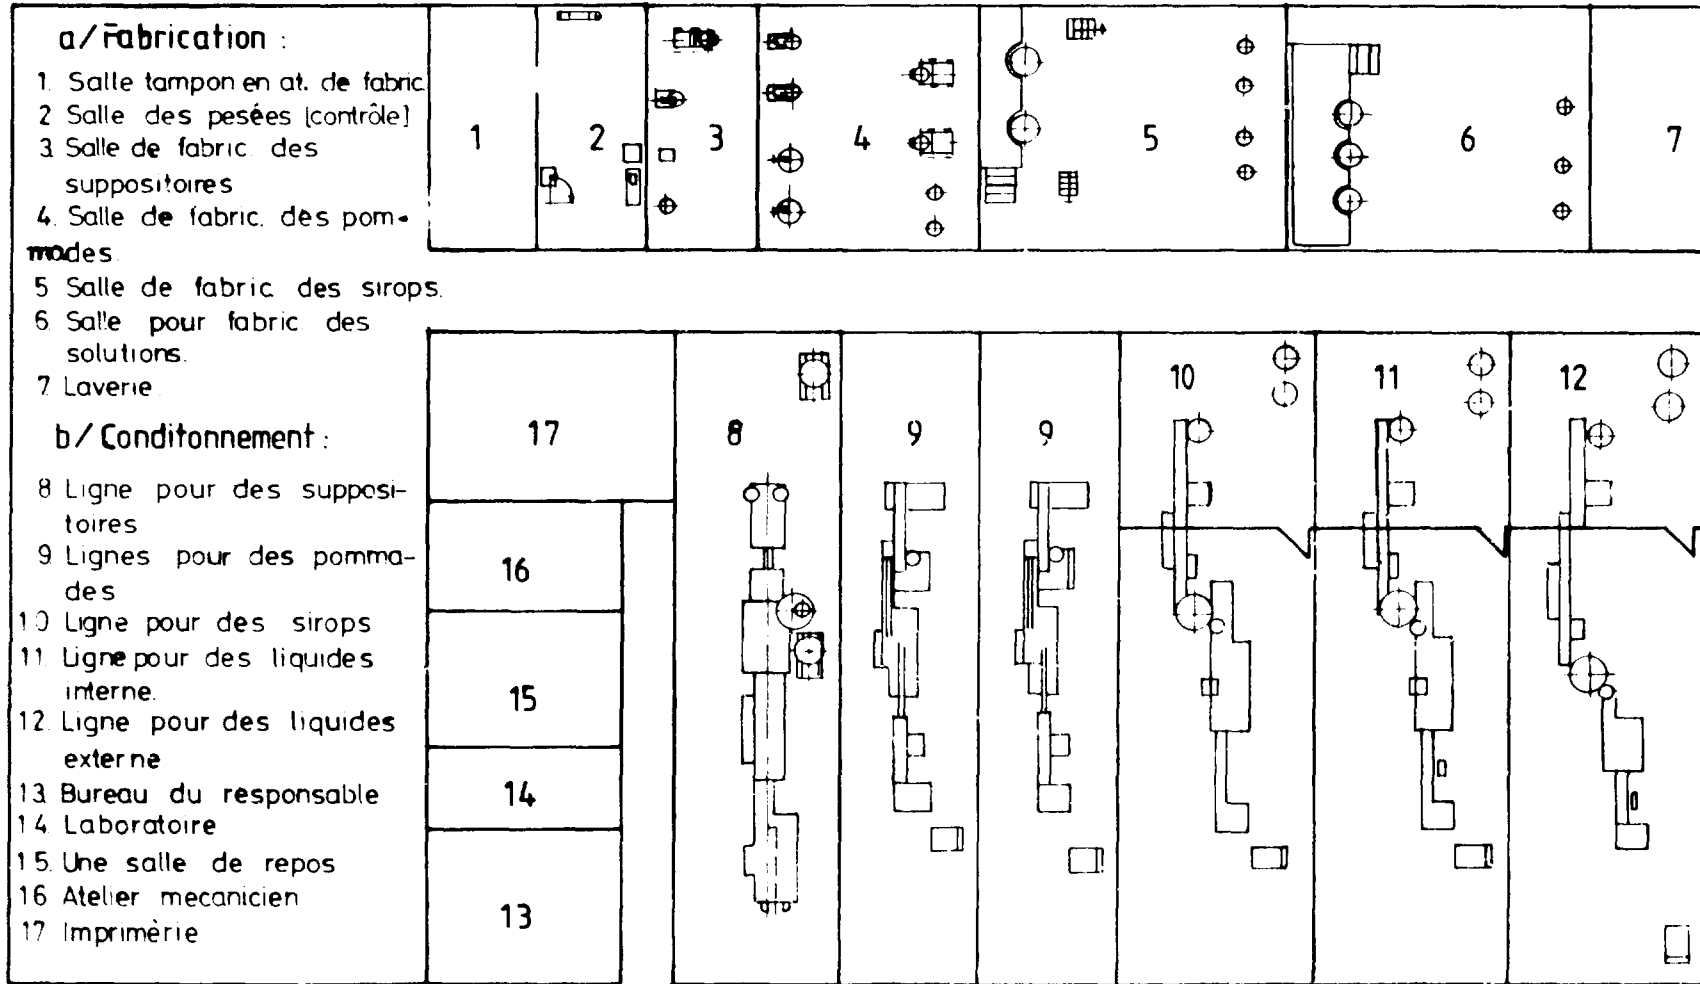 a/Fabrication :
1. Salle tampon en at. de fabric
2 Salle des pesées (contrôle)
3. Salle de fabric. des
suppositoires
4. Salle de fabric. des pom-
modes.
5 Salle de fabric des sirops.
6. Salle pour fabric des
solutions.
7. Laverie
b/Conditonnement :
8 Ligne pour des supposi-
toires
9 Lignes pour des pomma-
des
10 Ligne pour des sirops
11. Ligne pour des liquides
interne.
12. Ligne pour des liquides
externe
13. Bureau du responsable
14. Laboratoire
15. Une salle de repos
16 Atelier mecanicien
17 Imprimèrie
1 2 3 4 5 6 7
17 8 9 9 10 11 12
16
15
14
13